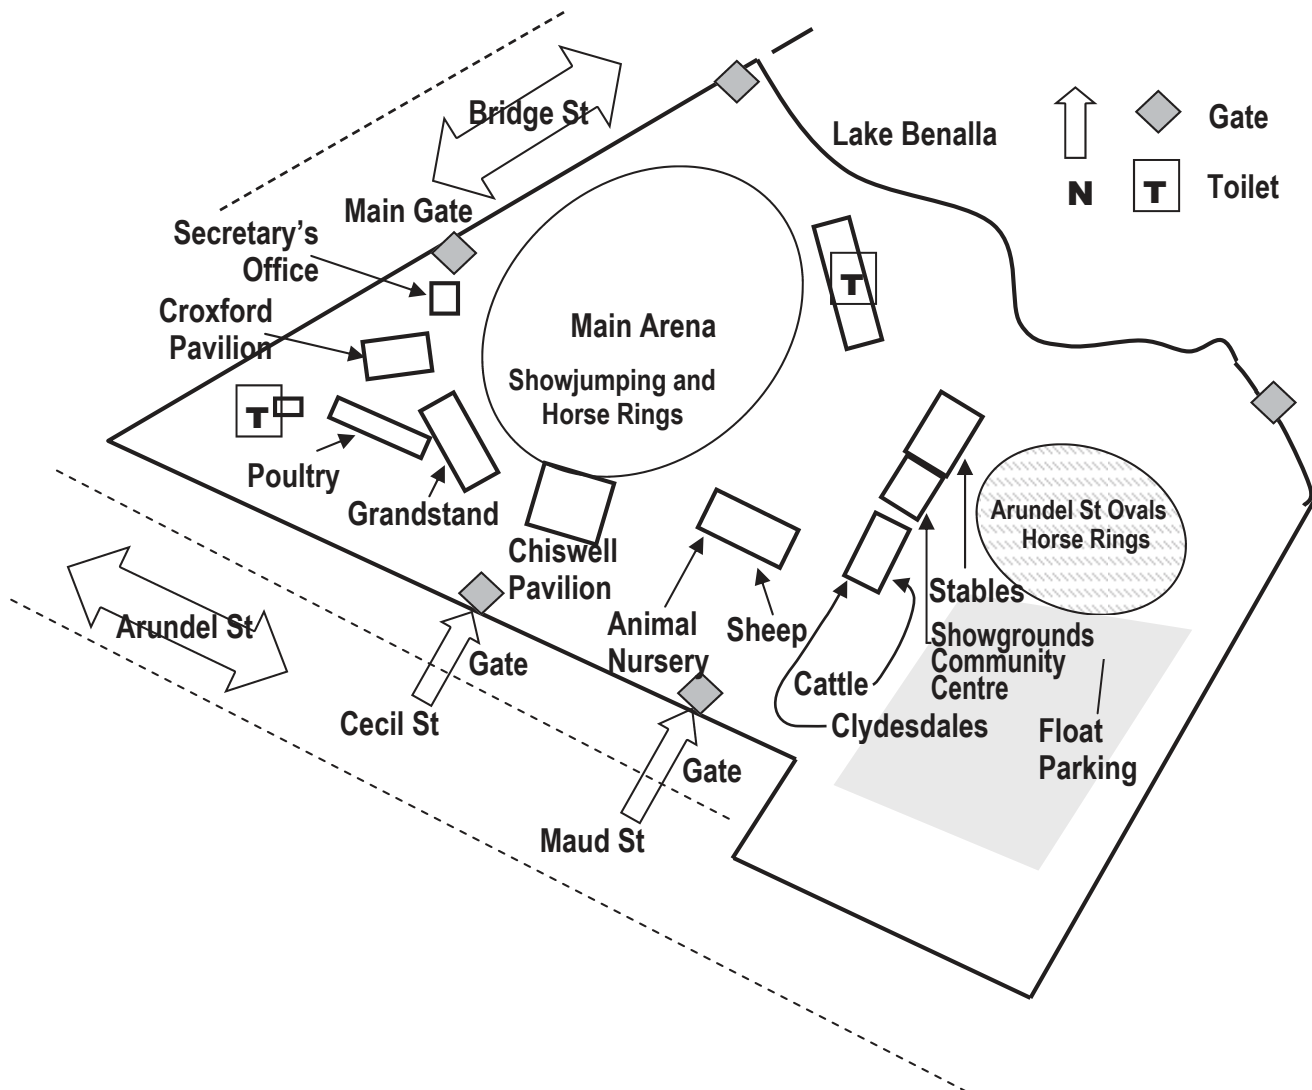 Bridge St
Lake Benalla
Gate
N
T
Toilet
Main Gate
Secretary's
Office
Croxford
Pavilion
Main Arena
Showjumping and
Horse Rings
T
T
Poultry
Grandstand
Chiswell
Pavilion
Arundel St Ovals
Horse Rings
Stables
Animal
Nursery
Sheep
Showgrounds
Community
Centre
Arundel St
Gate
Cecil St
Cattle
Clydesdales
Float
Parking
Gate
Maud St